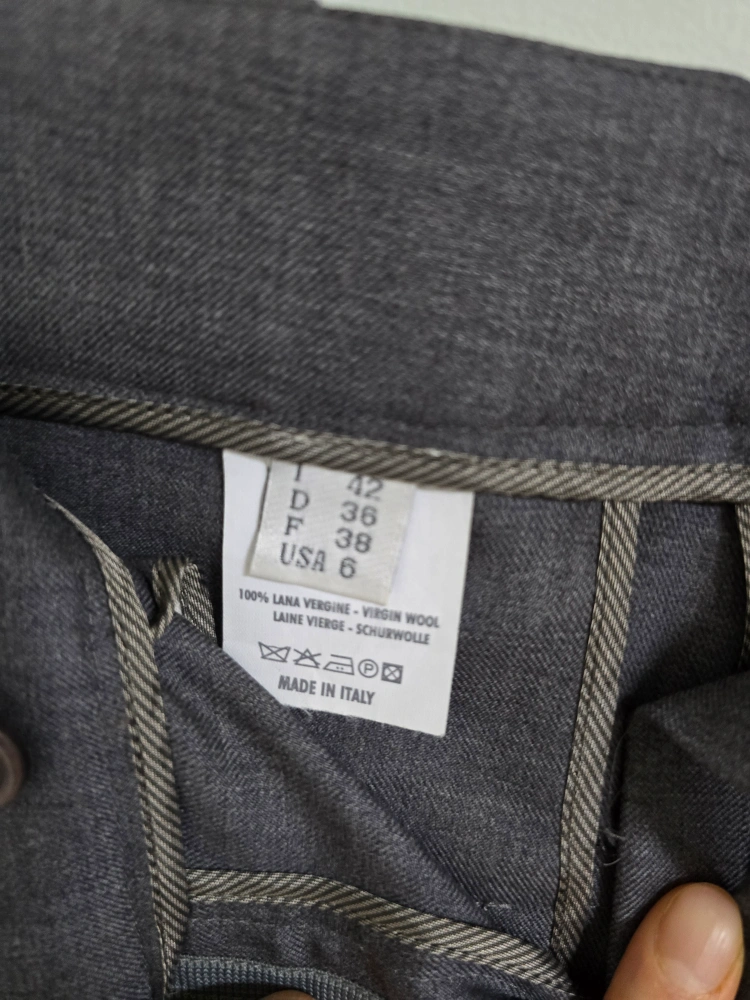 I 42
D 36
F 38
USA 6
100% LANA VERGINE - VIRGIN WOOL
LAINE VIERGE - SCHURWOLLE
P
MADE IN ITALY